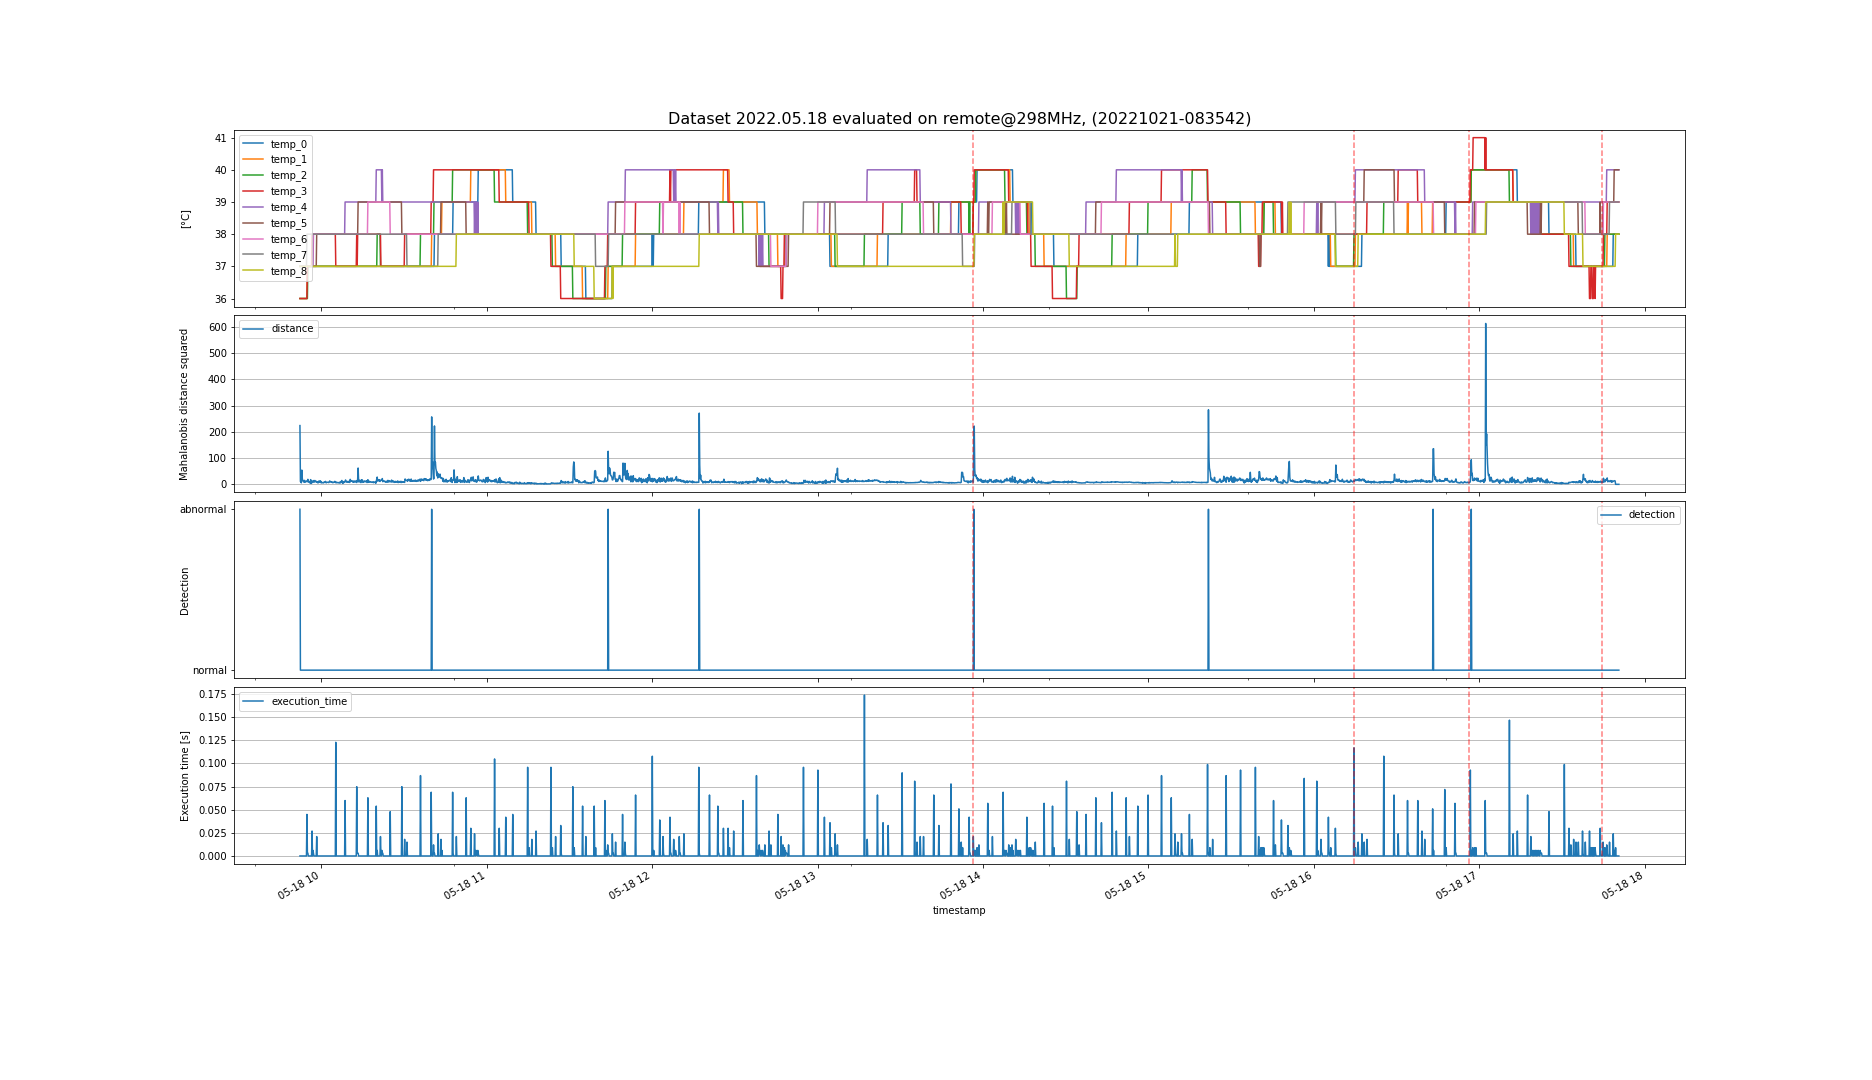 Dataset 2022.05.18 evaluated on remote@298MHz, (20221021-083542)
41
40
39
38
37
36
[°C]
temp_0
temp_1
temp_2
temp_3
temp_4
temp_5
temp_6
temp_7
temp_8
600
500
400
300
200
100
0
Mahalanobis distance squared
distance
abnormal
normal
Detection
detection
0.175
0.150
0.125
0.100
0.075
0.050
0.025
0.000
Execution time [s]
execution_time
05-18 10
05-18 11
05-18 12
05-18 13
05-18 14
05-18 15
05-18 16
05-18 17
05-18 18
timestamp